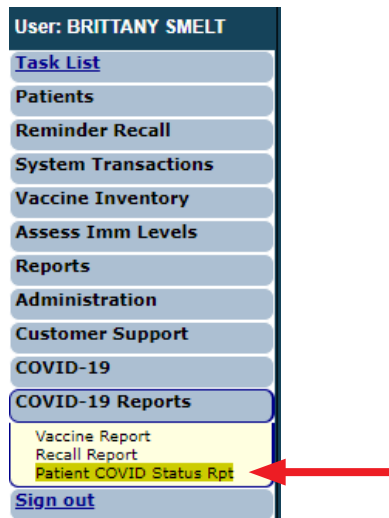 User: BRITTANY SMELT
Task List
Patients
Reminder Recall
System Transactions
Vaccine Inventory
Assess Imm Levels
Reports
Administration
Customer Support
COVID-19
COVID-19 Reports
Vaccine Report
Recall Report
Patient COVID Status Rpt
Sign out